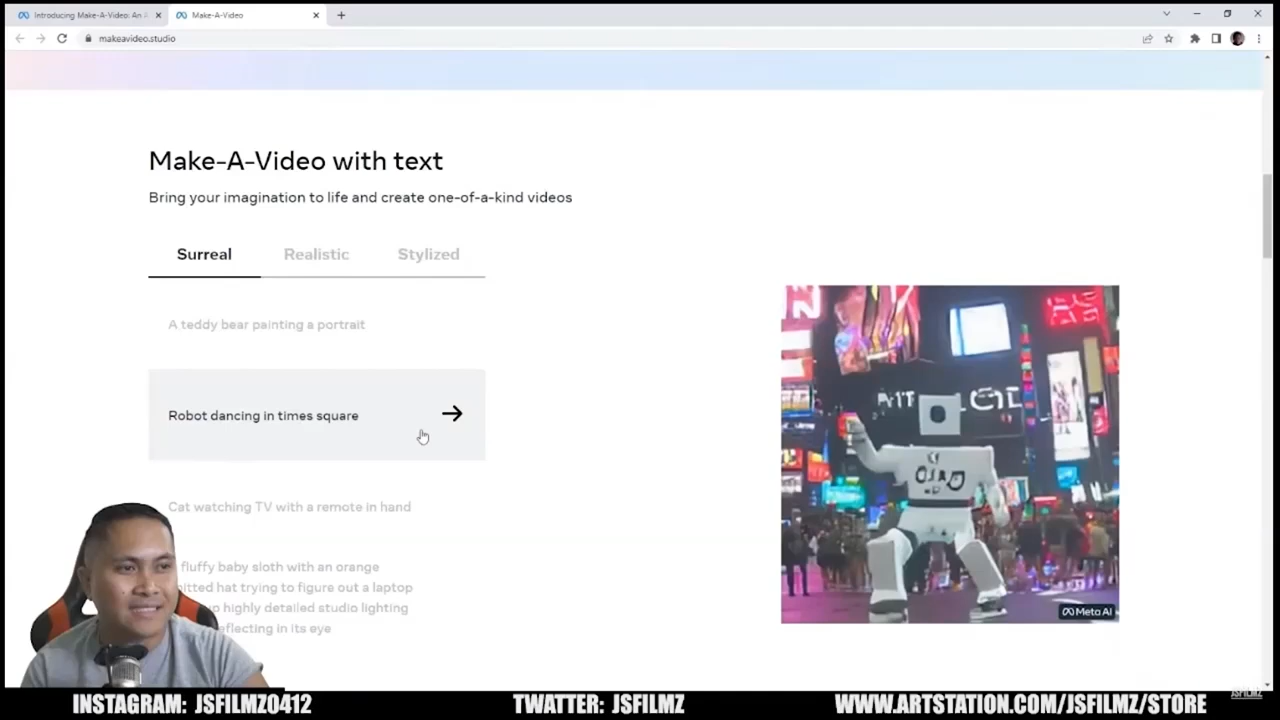 Introducing Make-A-Video: An A
Make-A-Video
makeavideo.studio
Make-A-Video with text
Bring your imagination to life and create one-of-a-kind videos
Surreal
Realistic
Stylized
A teddy bear painting a portrait
Robot dancing in times square
Cat watching TV with a remote in hand
fluffy baby sloth with an orange
itted hat trying to figure out a laptop
up highly detailed studio lighting
eflecting in its eye
Meta AI
JSFILMZ
INSTAGRAM: JSFILMZ0412
TWATTER: JSFILMZ
WWW.ARTSTATION.COM/JSFILMZ/STORE